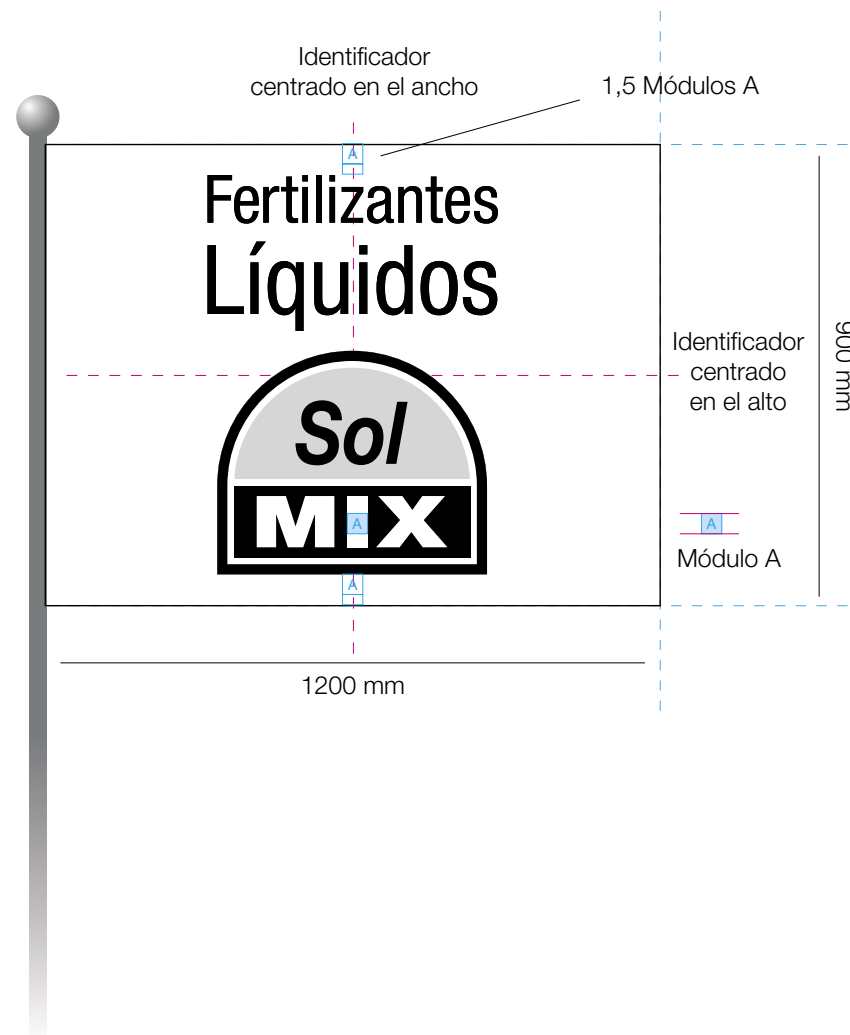 Identificador
centrado en el ancho
1,5 Módulos A
A
Fertilizantes
Líquidos
Identificador
centrado
en el alto
900 mm
Sol
MIX
A
A
Módulo A
A
1200 mm